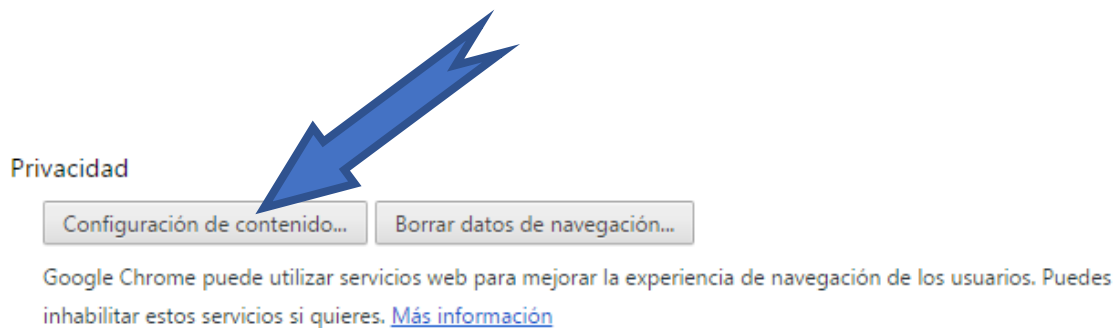 Privacidad
Configuración de contenido... Borrar datos de navegación...
Google Chrome puede utilizar servicios web para mejorar la experiencia de navegación de los usuarios. Puedes
inhabilitar estos servicios si quieres. Más información